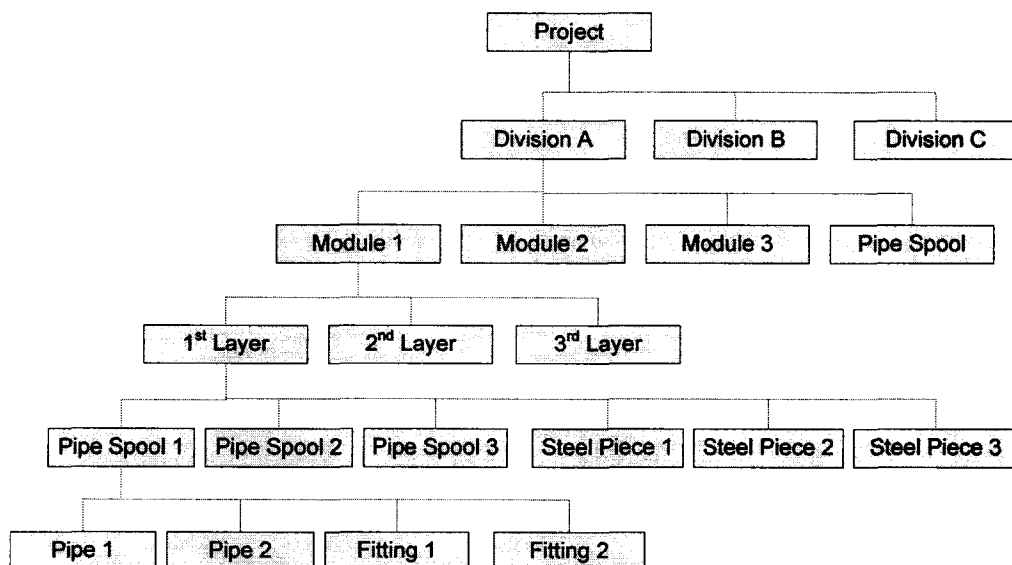 Project
Division A
Division B
Division C
Module 1
Module 2
Module 3
Pipe Spool
1st Layer
2nd Layer
3rd Layer
Pipe Spool 1
Pipe Spool 2
Pipe Spool 3
Steel Piece 1
Steel Piece 2
Steel Piece 3
Pipe 1
Pipe 2
Fitting 1
Fitting 2